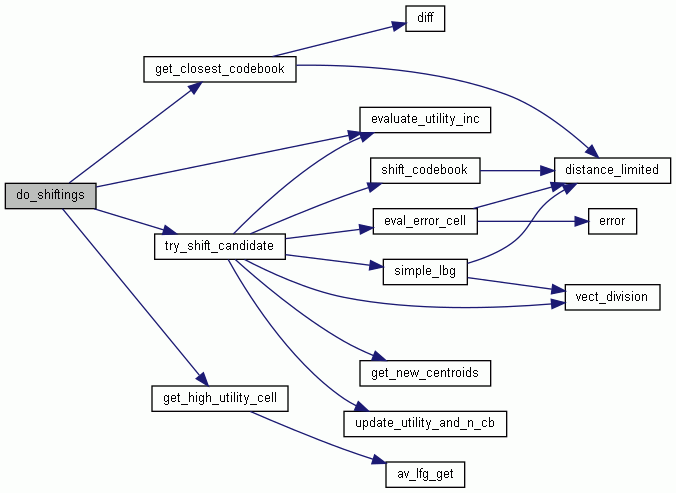 diff
get_closest_codebook
evaluate_utility_inc
shift_codebook
distance_limited
do_shiftings
eval_error_cell
error
try_shift_candidate
simple_lbg
vect_division
get_new_centroids
get_high_utility_cell
update_utility_and_n_cb
av_lfg_get